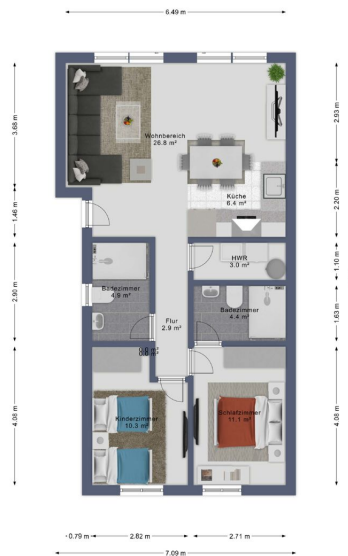 6.49 m
3.68 m
2.93 m
Wohnbereich
26.8 m²
Küche
6.4 m²
1.46 m
2.20 m
HWR
3.0 m²
1.10 m
2.90 m
Badezimmer
4.9 m²
Badezimmer
4.4 m²
1.63 m
Flur
2.9 m²
4.08 m
4.08 m
Kinderzimmer
10.3 m²
Schlafzimmer
11.1 m²
0.79 m
2.82 m
2.71 m
7.09 m